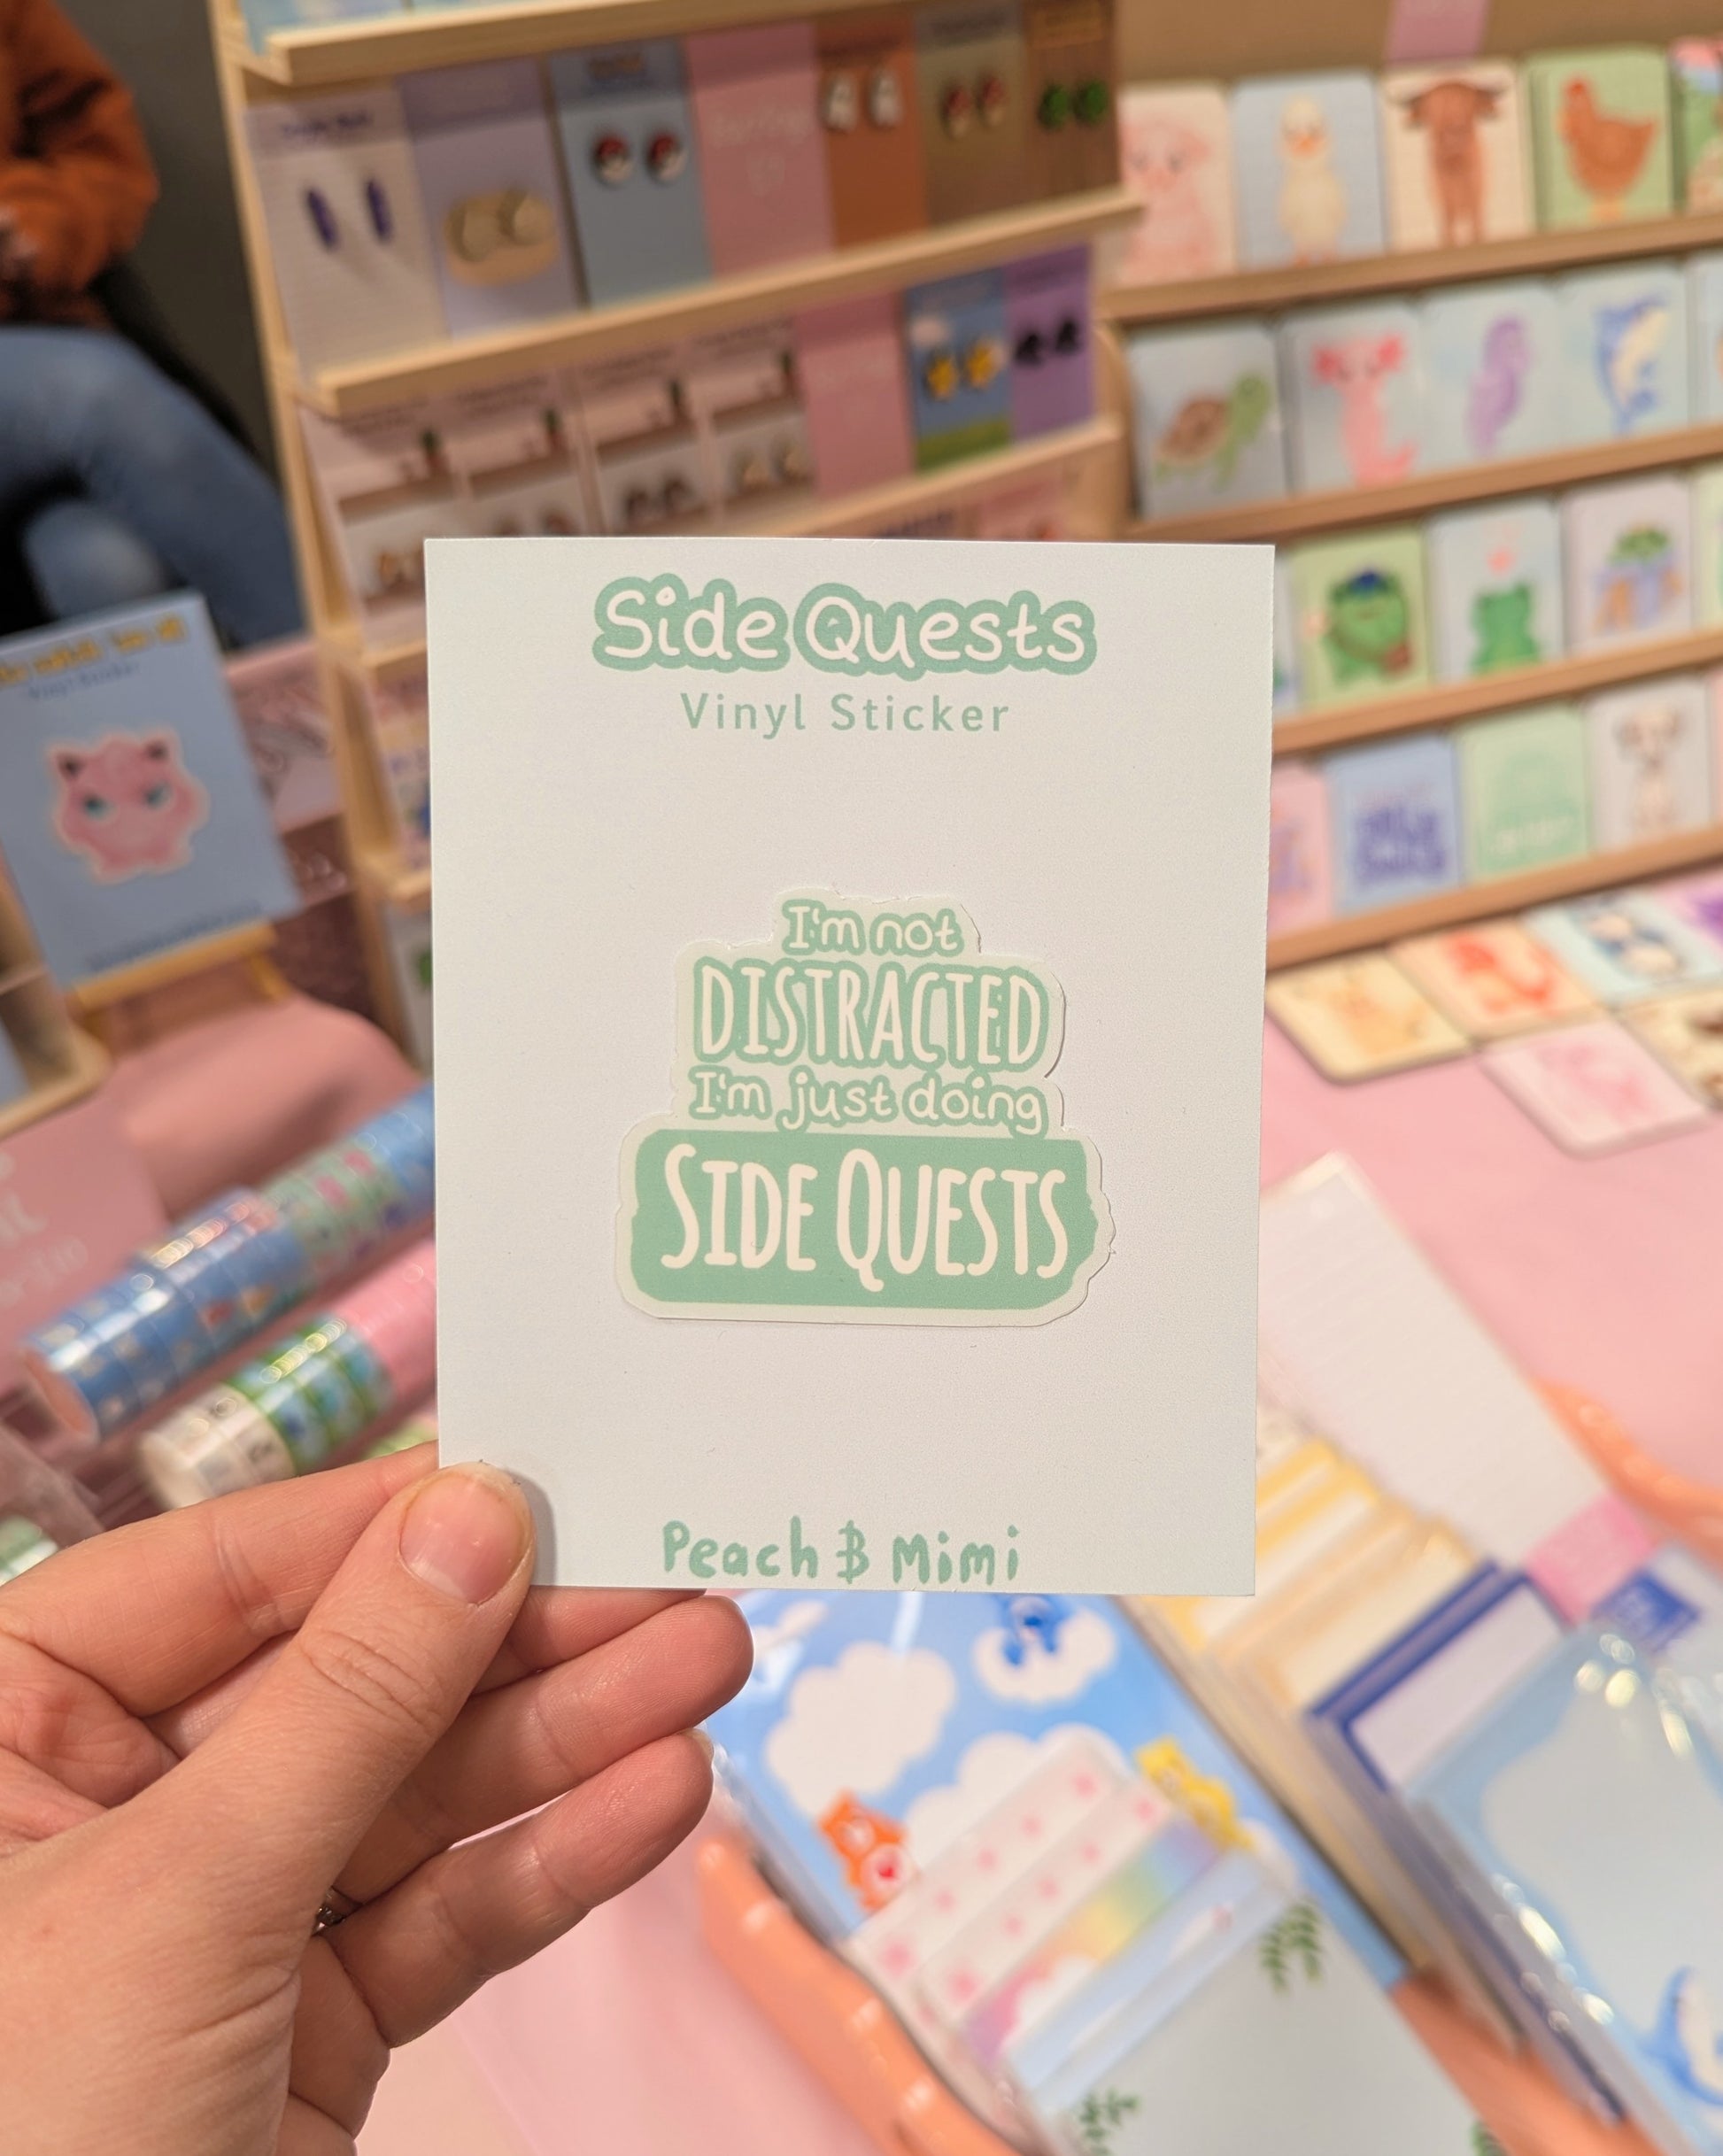 Side Quests
Vinyl Sticker
I'm not
DISTRACTED
I'm just doing
SIDE QUESTS
Peach & Mimi